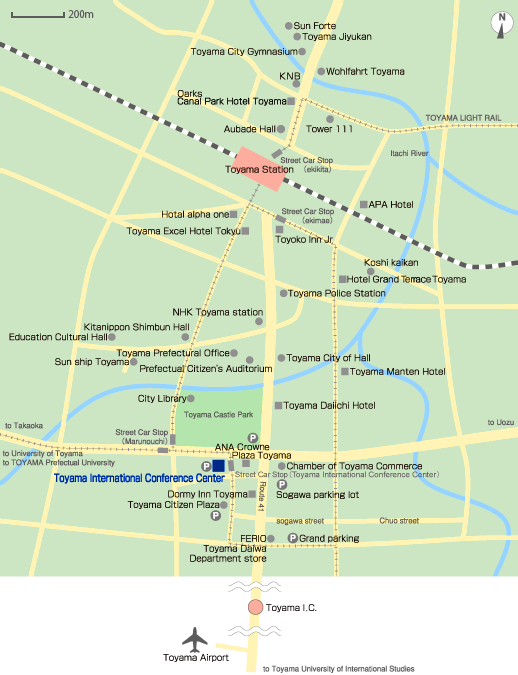 200m
N
Sun Forte
Toyama Jiyukan
Toyama City Gymnasium
Wohlfahrt Toyama
KNB
Oarks
Canal Park Hotel Toyama
TOYAMA LIGHT RAIL
Aubade Hall
Tower 111
Itachi River
Street Car Stop
(ekikita)
Toyama Station
APA Hotel
Hotal alpha one
Street Car Stop
(ekimae)
Toyama Excel Hotel Tokyu
Toyoko Inn Jr
Koshi kaikan
Hotel Grand Terrace Toyama
Toyama Police Station
NHK Toyama station
Kitanippon Shimbun Hall
Education Cultural Hall
Toyama Prefectural Office
Sun ship Toyama
Prefectual Citizen's Auditorium
Toyama City of Hall
Toyama Manten Hotel
City Library
Toyama Castle Park
Toyama Daiichi Hotel
to Takaoka
to Uozu
Street Car Stop
(Marunouchi)
P
ANA Crowne
Plaza Toyama
to University of Toyama
to TOYAMA Prefectual University
P
Chamber of Toyama Commerce
Street Car Stop (Toyama International Conference Center)
Toyama International Conference Center
P
Sogawa parking lot
Dormy Inn Toyama
Toyama Citizen Plaza
P
Route 41
sogawa street
Chuo street
FERIO
P Grand parking
Toyama Daiwa
Department store
Toyama I.C.
Toyama Airport
to Toyama University of International Studies